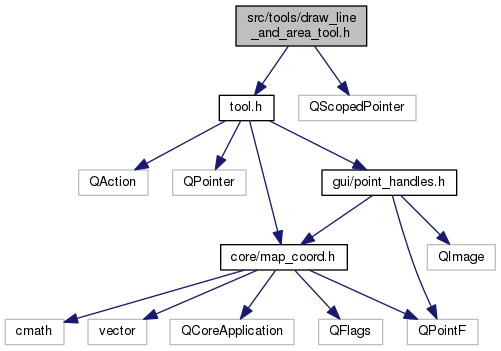 src/tools/draw_line
_and_area_tool.h
tool.h
QScopedPointer
QAction
QPointer
gui/point_handles.h
core/map_coord.h
QImage
cmath
vector
QCoreApplication
QFlags
QPointF